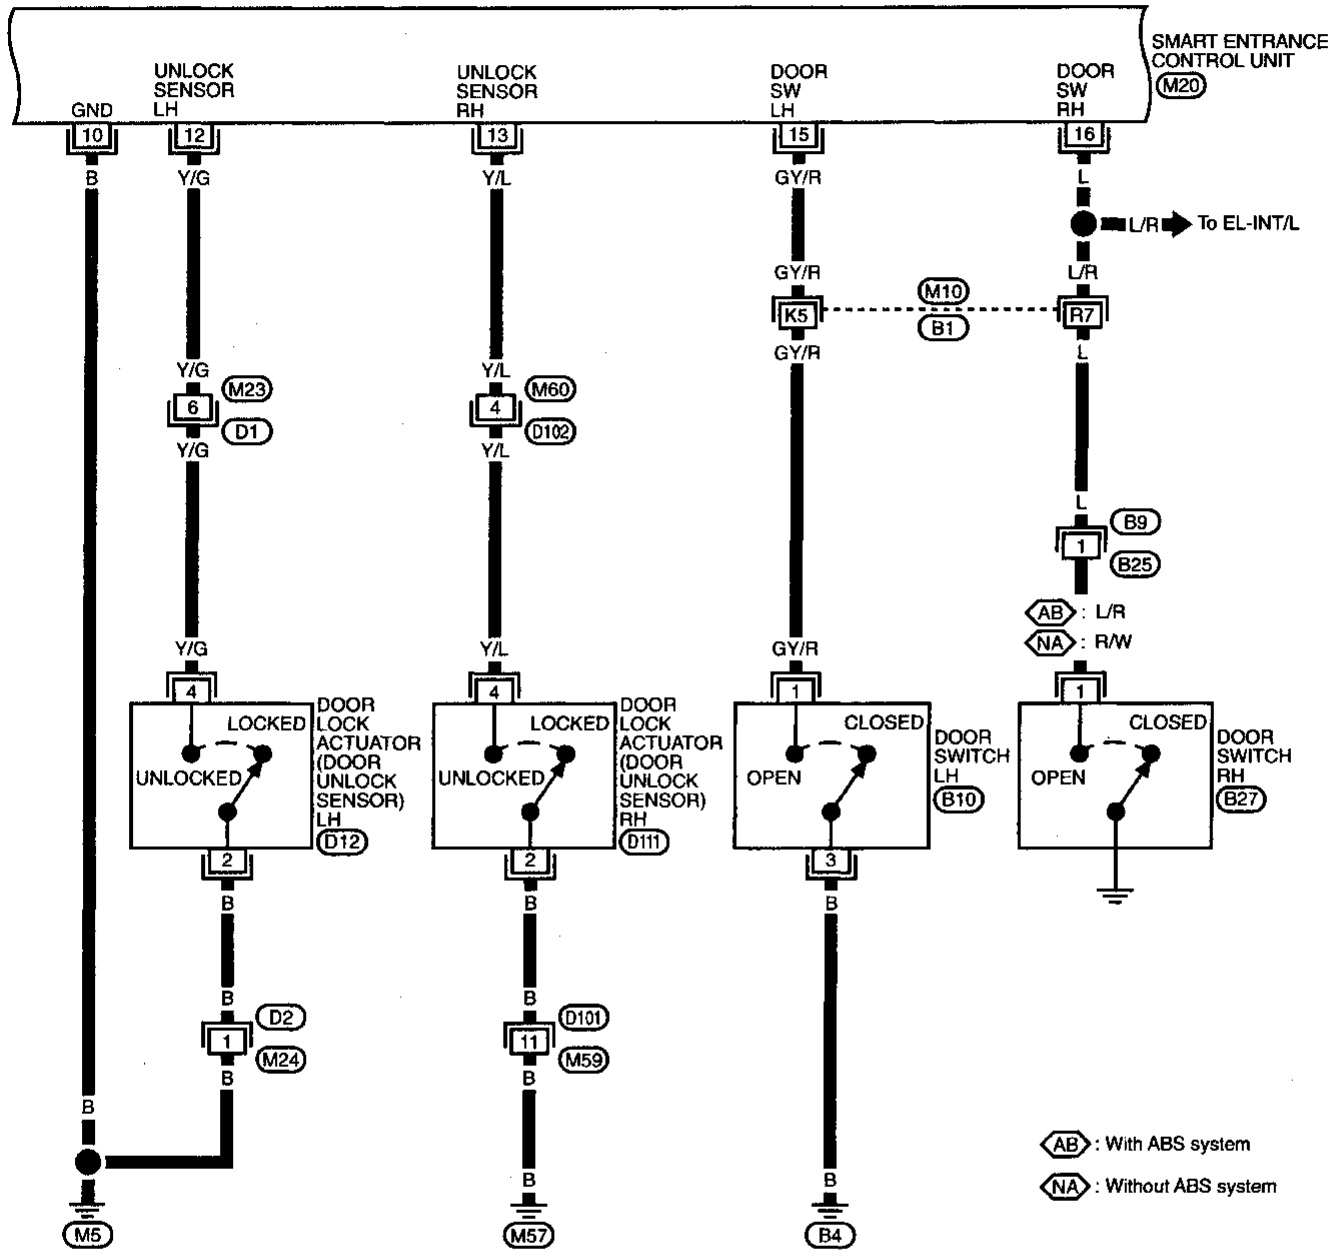 SMART ENTRANCE
CONTROL UNIT
M20
GND
UNLOCK
SENSOR
LH
UNLOCK
SENSOR
RH
DOOR
SW
LH
DOOR
SW
RH
10 12 13 15 16
B Y/G Y/L GY/R L
L/R To EL-INT/L
GY/R L/R
M10
K5 R7
B1
GY/R L
Y/G Y/L
M23 M60
6 4
D1 D102
Y/G Y/L
L
B9
1
B25
AB : L/R
NA : R/W
Y/G Y/L GY/R
4 4 1 1
DOOR
LOCK
ACTUATOR
(DOOR
UNLOCK
SENSOR)
LH
D12
LOCKED
UNLOCKED
DOOR
LOCK
ACTUATOR
(DOOR
UNLOCK
SENSOR)
RH
D111
LOCKED
UNLOCKED
DOOR
SWITCH
LH
B10
CLOSED
OPEN
DOOR
SWITCH
RH
B27
CLOSED
OPEN
2 2 3
B B B
B B
D2 D101
1 11
M24 M59
B B
B
B B
M5 M57 B4
AB : With ABS system
NA : Without ABS system